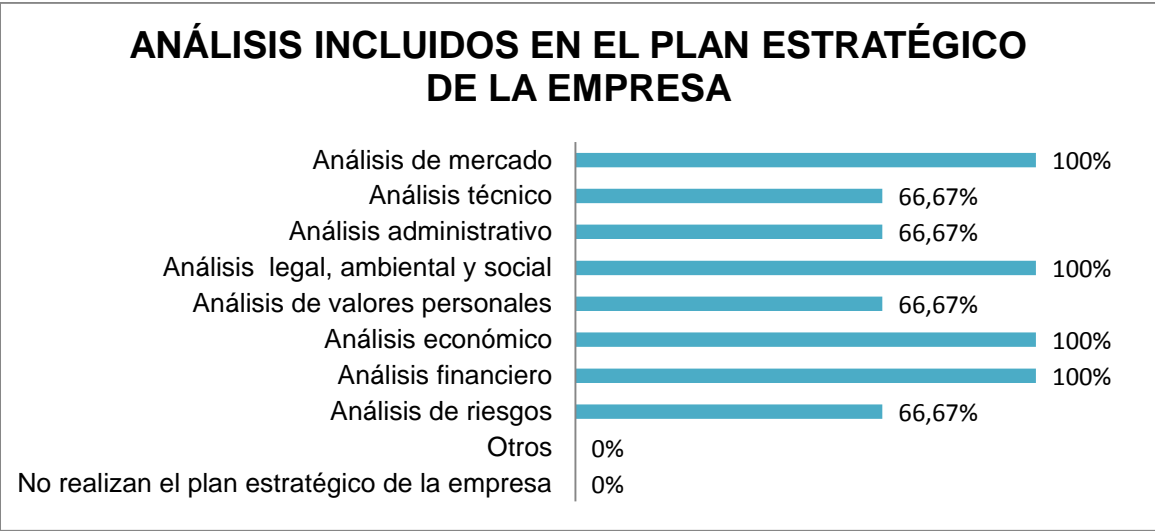 ANÁLISIS INCLUIDOS EN EL PLAN ESTRATÉGICO
DE LA EMPRESA
Análisis de mercado 100%
Análisis técnico 66,67%
Análisis administrativo 66,67%
Análisis  legal, ambiental y social 100%
Análisis de valores personales 66,67%
Análisis económico 100%
Análisis financiero 100%
Análisis de riesgos 66,67%
Otros 0%
No realizan el plan estratégico de la empresa 0%